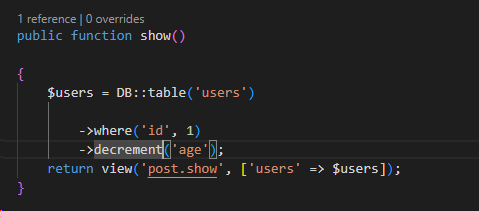 1 reference | 0 overrides
public function show()
{
$users = DB::table('users')
->where('id', 1)
->decrement('age');
return view('post.show', ['users' => $users]);
}